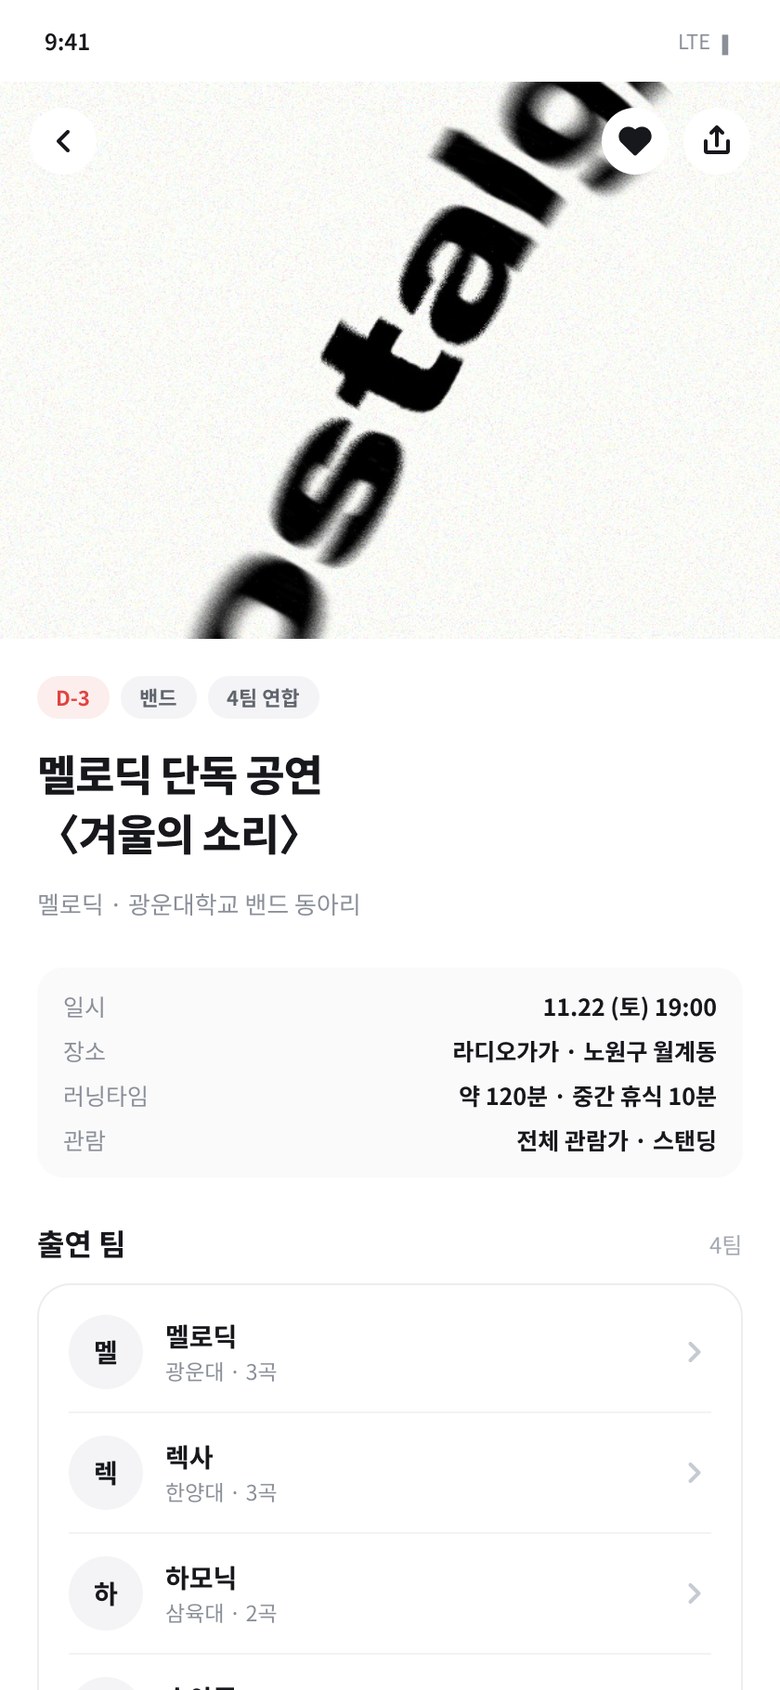 9:41
LTE
ostalg
D-3
밴드
4팀 연합
멜로딕 단독 공연
〈겨울의 소리〉
멜로딕 · 광운대학교 밴드 동아리
일시
11.22 (토) 19:00
장소
라디오가가 · 노원구 월계동
러닝타임
약 120분 · 중간 휴식 10분
관람
전체 관람가 · 스탠딩
출연 팀
4팀
멜
멜로딕
광운대 · 3곡
렉
렉사
한양대 · 3곡
하
하모닉
삼육대 · 2곡